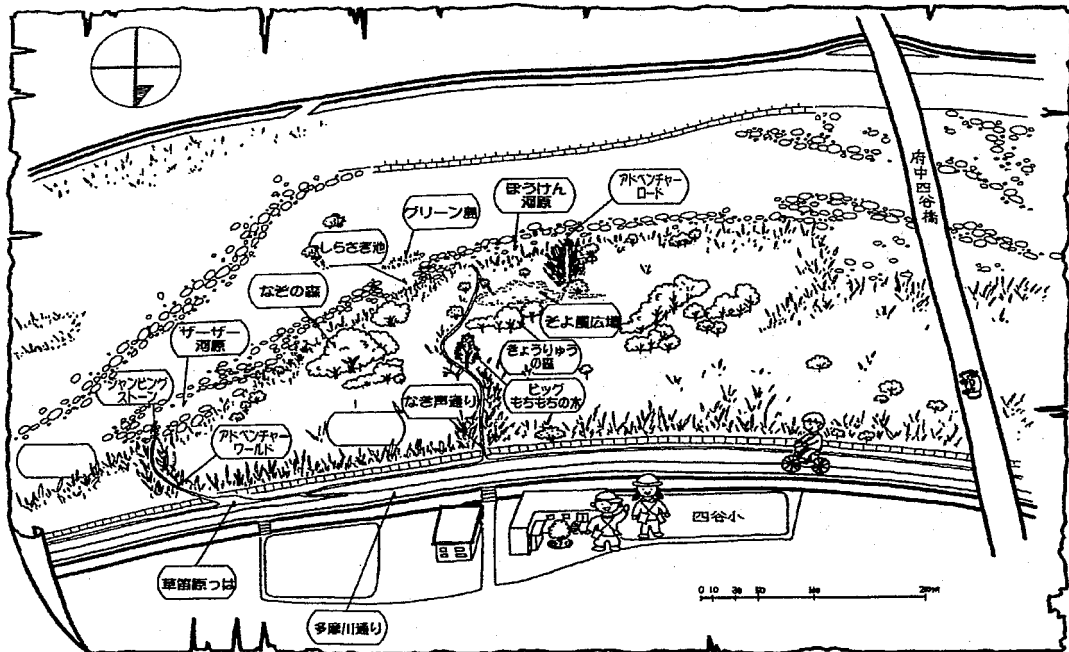 府中四谷橋
アドベンチャー
ロード
ぼうけん
河原
グリーン島
しらさぎ池
なぞの森
そよ風広場
ザーザー
河原
きょうりゅう
の森
ジャンピング
ストーン
ビッグ
もちもちの木
なき声通り
アドベンチャー
ワールド
四谷小
草笛原っぱ
多摩川通り
0 10
50